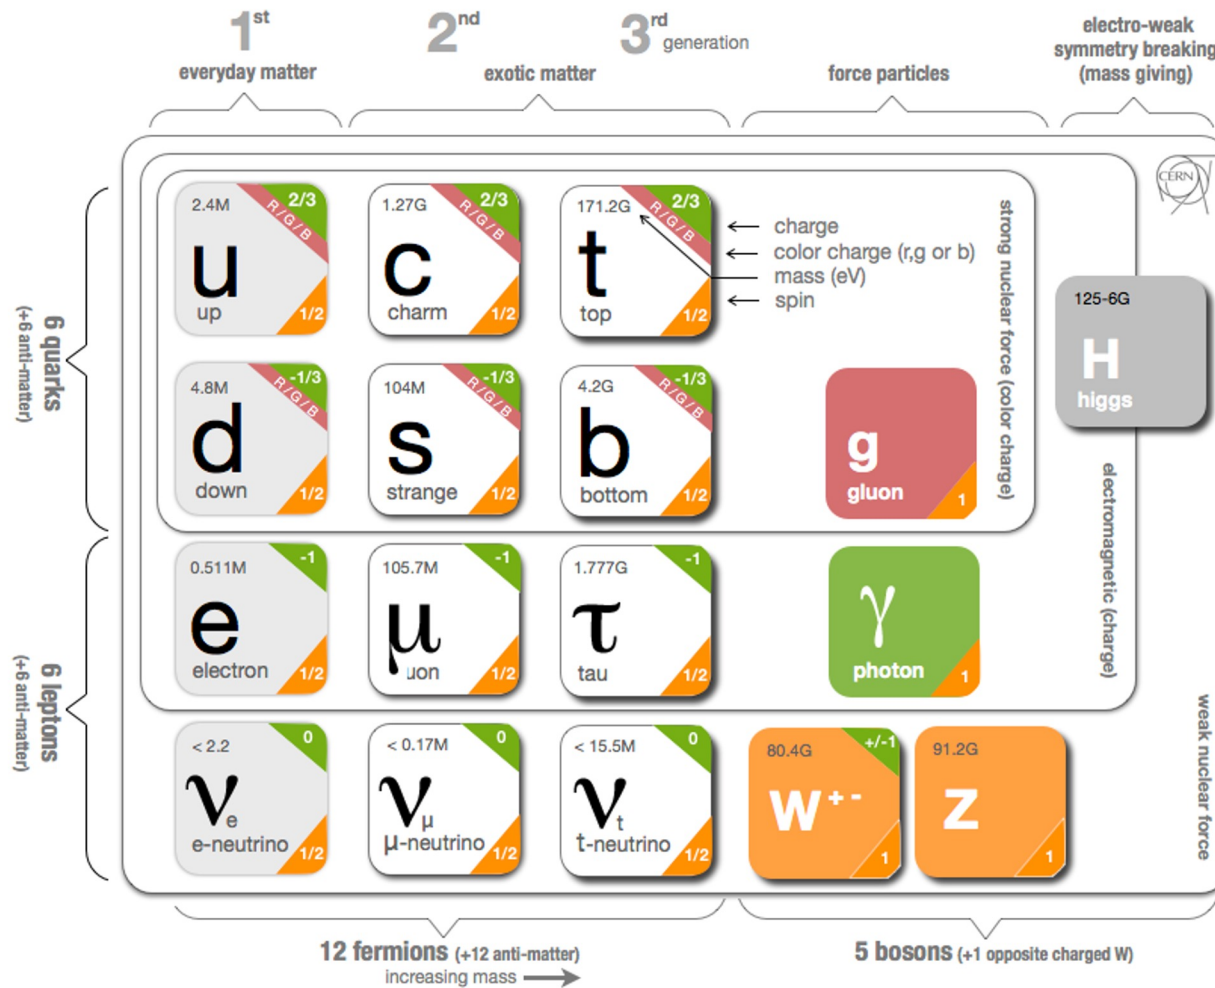 1st
2nd
3rd generation
everyday matter
exotic matter
force particles
electro-weak
symmetry breaking
(mass giving)
CERN
6 quarks
(+6 anti-matter)
6 leptons
(+6 anti-matter)
2.4M
2/3
R/G/B
u
up
1/2
1.27G
2/3
R/G/B
c
charm
1/2
171.2G
2/3
R/G/B
t
top
1/2
charge
color charge (r,g or b)
mass (eV)
spin
strong nuclear force (color charge)
125-6G
H
higgs
4.8M
-1/3
R/G/B
d
down
1/2
104M
-1/3
R/G/B
s
strange
1/2
4.2G
-1/3
R/G/B
b
bottom
1/2
g
gluon
1
electromagnetic (charge)
0.511M
-1
e
electron
1/2
105.7M
-1
μ
uon
1/2
1.777G
-1
τ
tau
1/2
γ
photon
1
weak nuclear force
< 2.2
0
νe
e-neutrino
1/2
< 0.17M
0
νμ
μ-neutrino
1/2
< 15.5M
0
νt
t-neutrino
1/2
80.4G
+/-1
W+-
1
91.2G
Z
1
12 fermions (+12 anti-matter)
increasing mass
5 bosons (+1 opposite charged W)